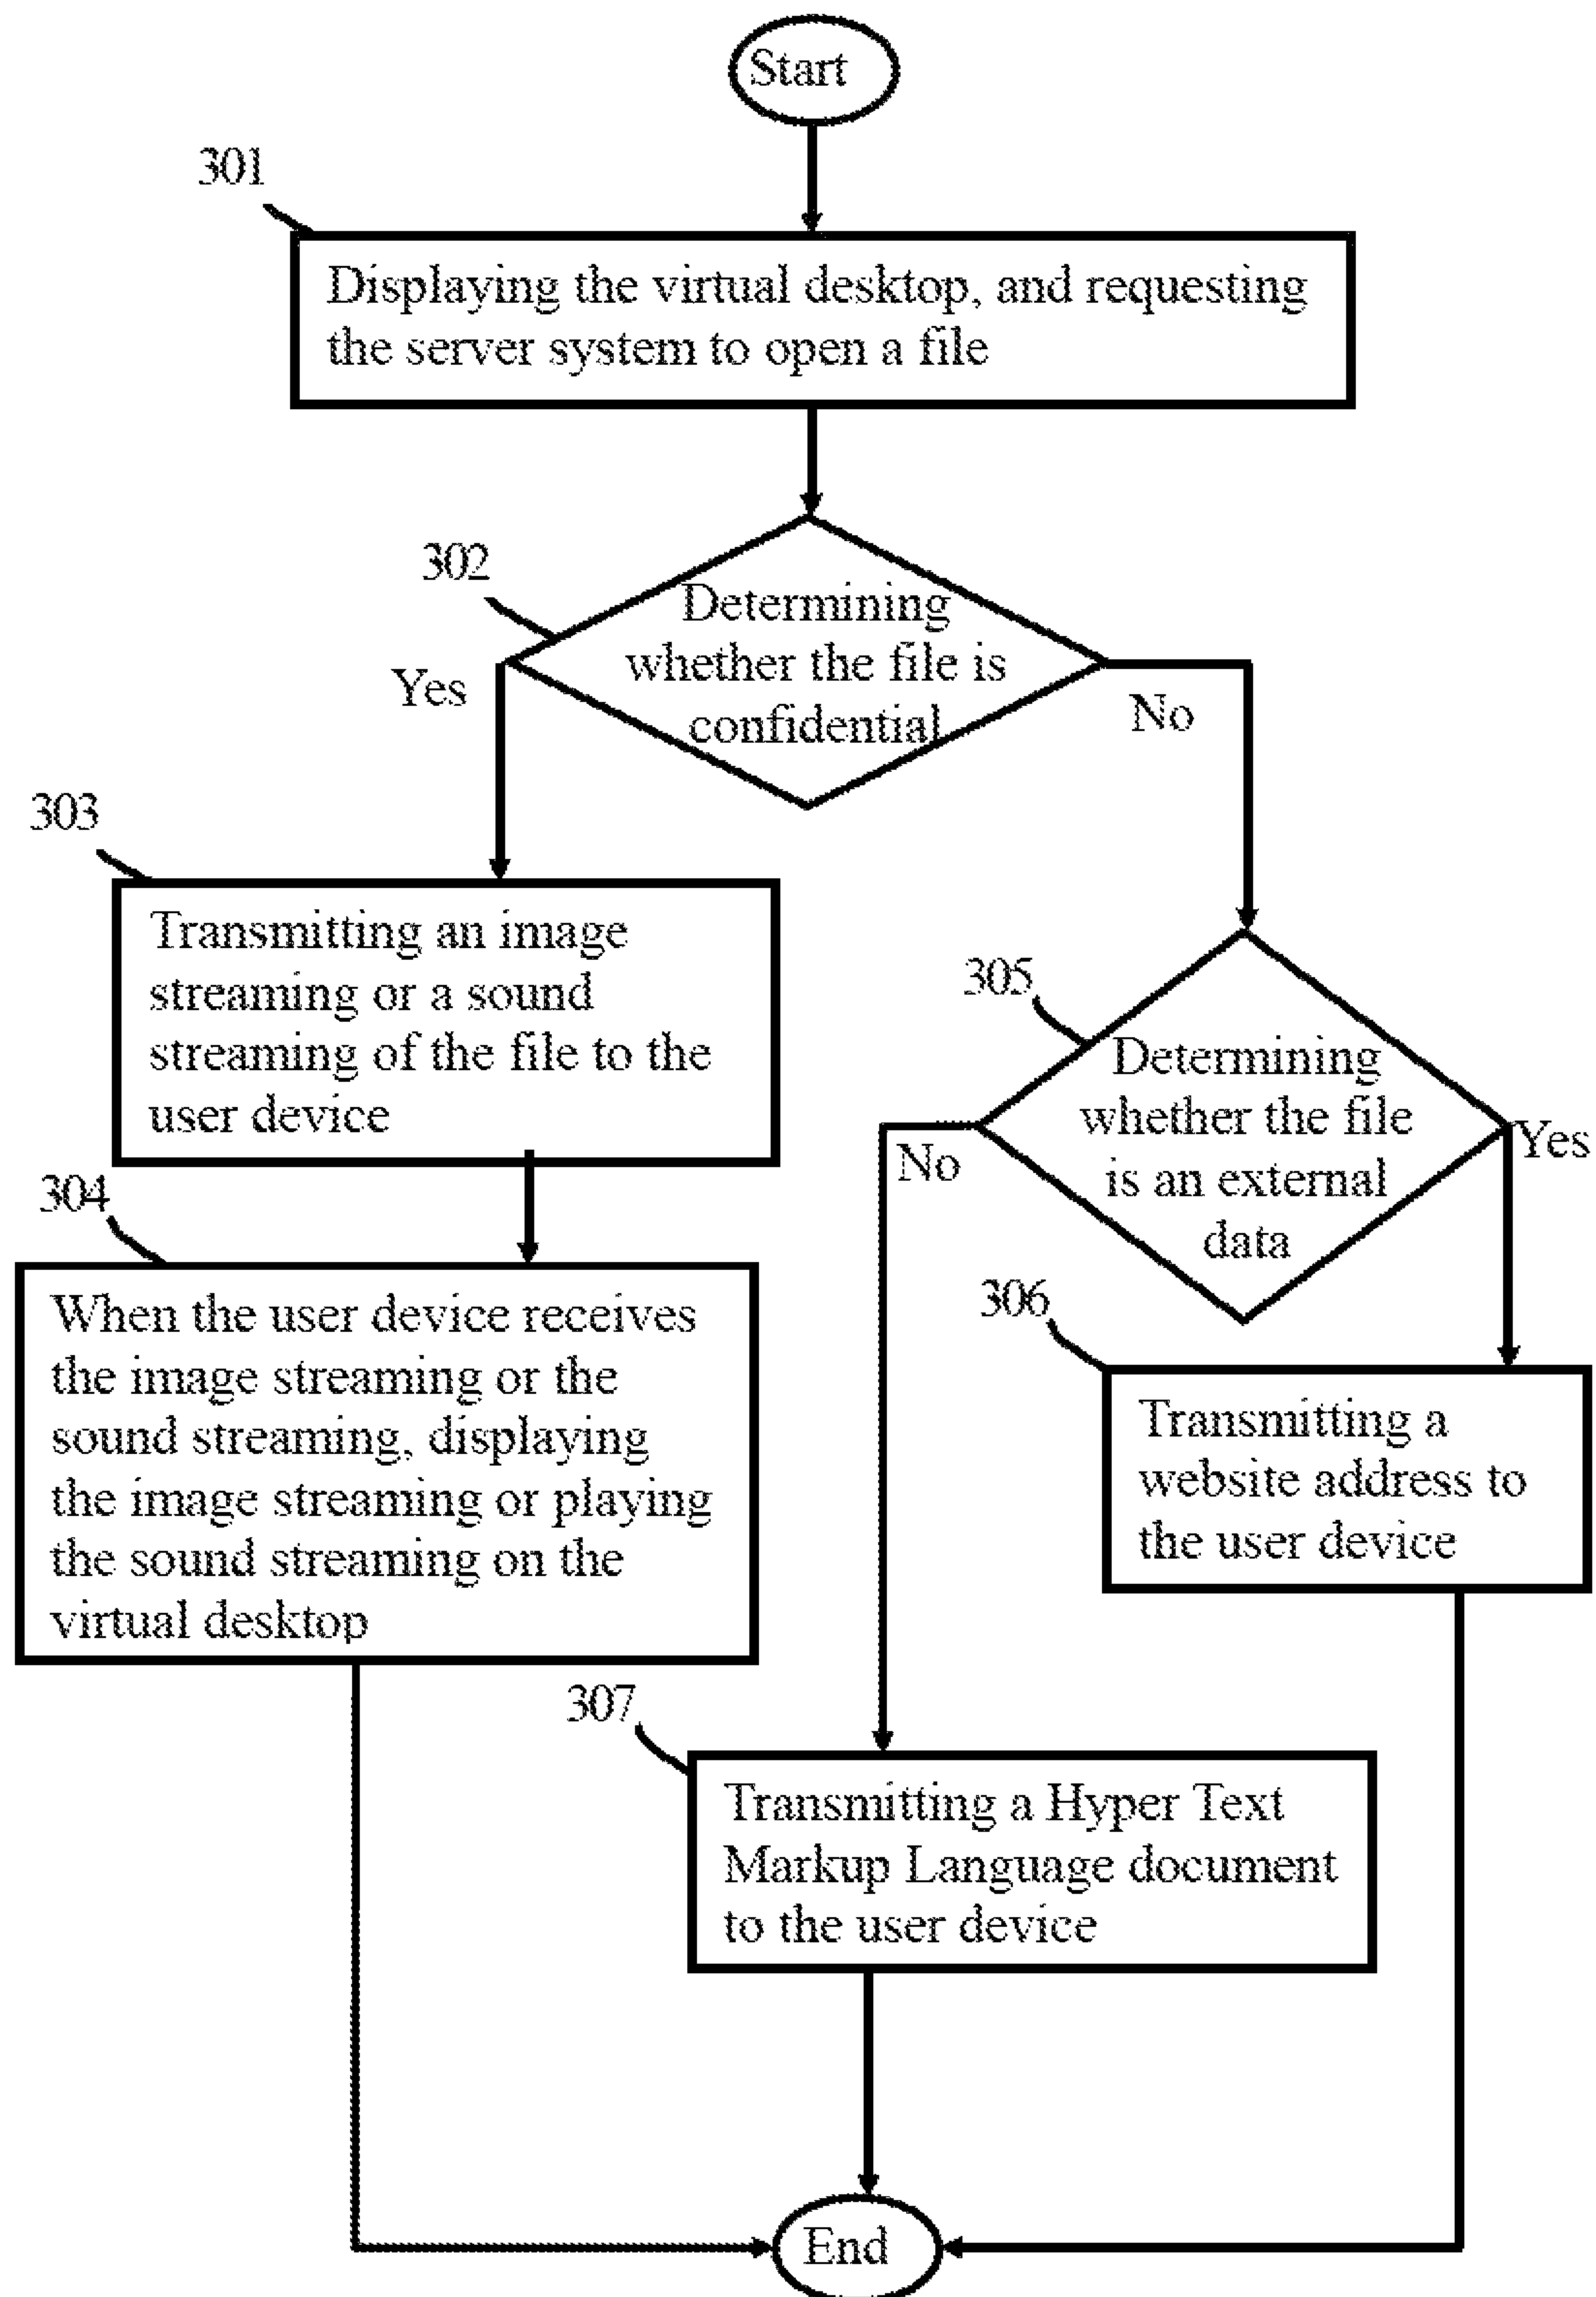 Start
301
Displaying the virtual desktop, and requesting
the server system to open a file
302
Determining
whether the file is
confidential
Yes
No
303
Transmitting an image
streaming or a sound
streaming of the file to the
user device
305
Determining
whether the file
is an external
data
No
Yes
304
When the user device receives
the image streaming or the
sound streaming, displaying
the image streaming or playing
the sound streaming on the
virtual desktop
306
Transmitting a
website address to
the user device
307
Transmitting a Hyper Text
Markup Language document
to the user device
End